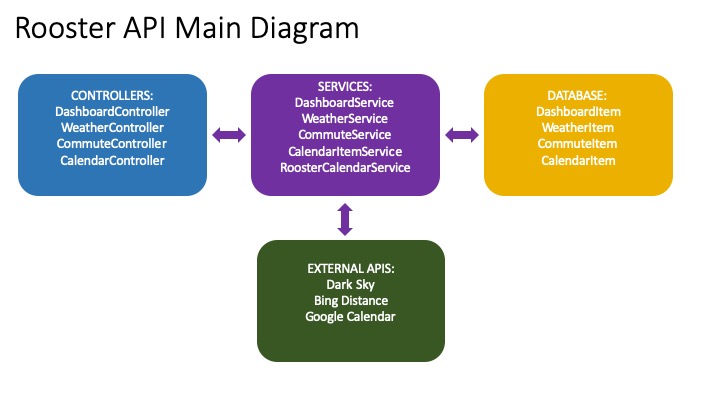 Rooster API Main Diagram
CONTROLLERS:
DashboardController
WeatherController
CommuteController
CalendarController
SERVICES:
DashboardService
WeatherService
CommuteService
CalendarItemService
RoosterCalendarService
DATABASE:
DashboardItem
WeatherItem
CommuteItem
CalendarItem
EXTERNAL APIS:
Dark Sky
Bing Distance
Google Calendar